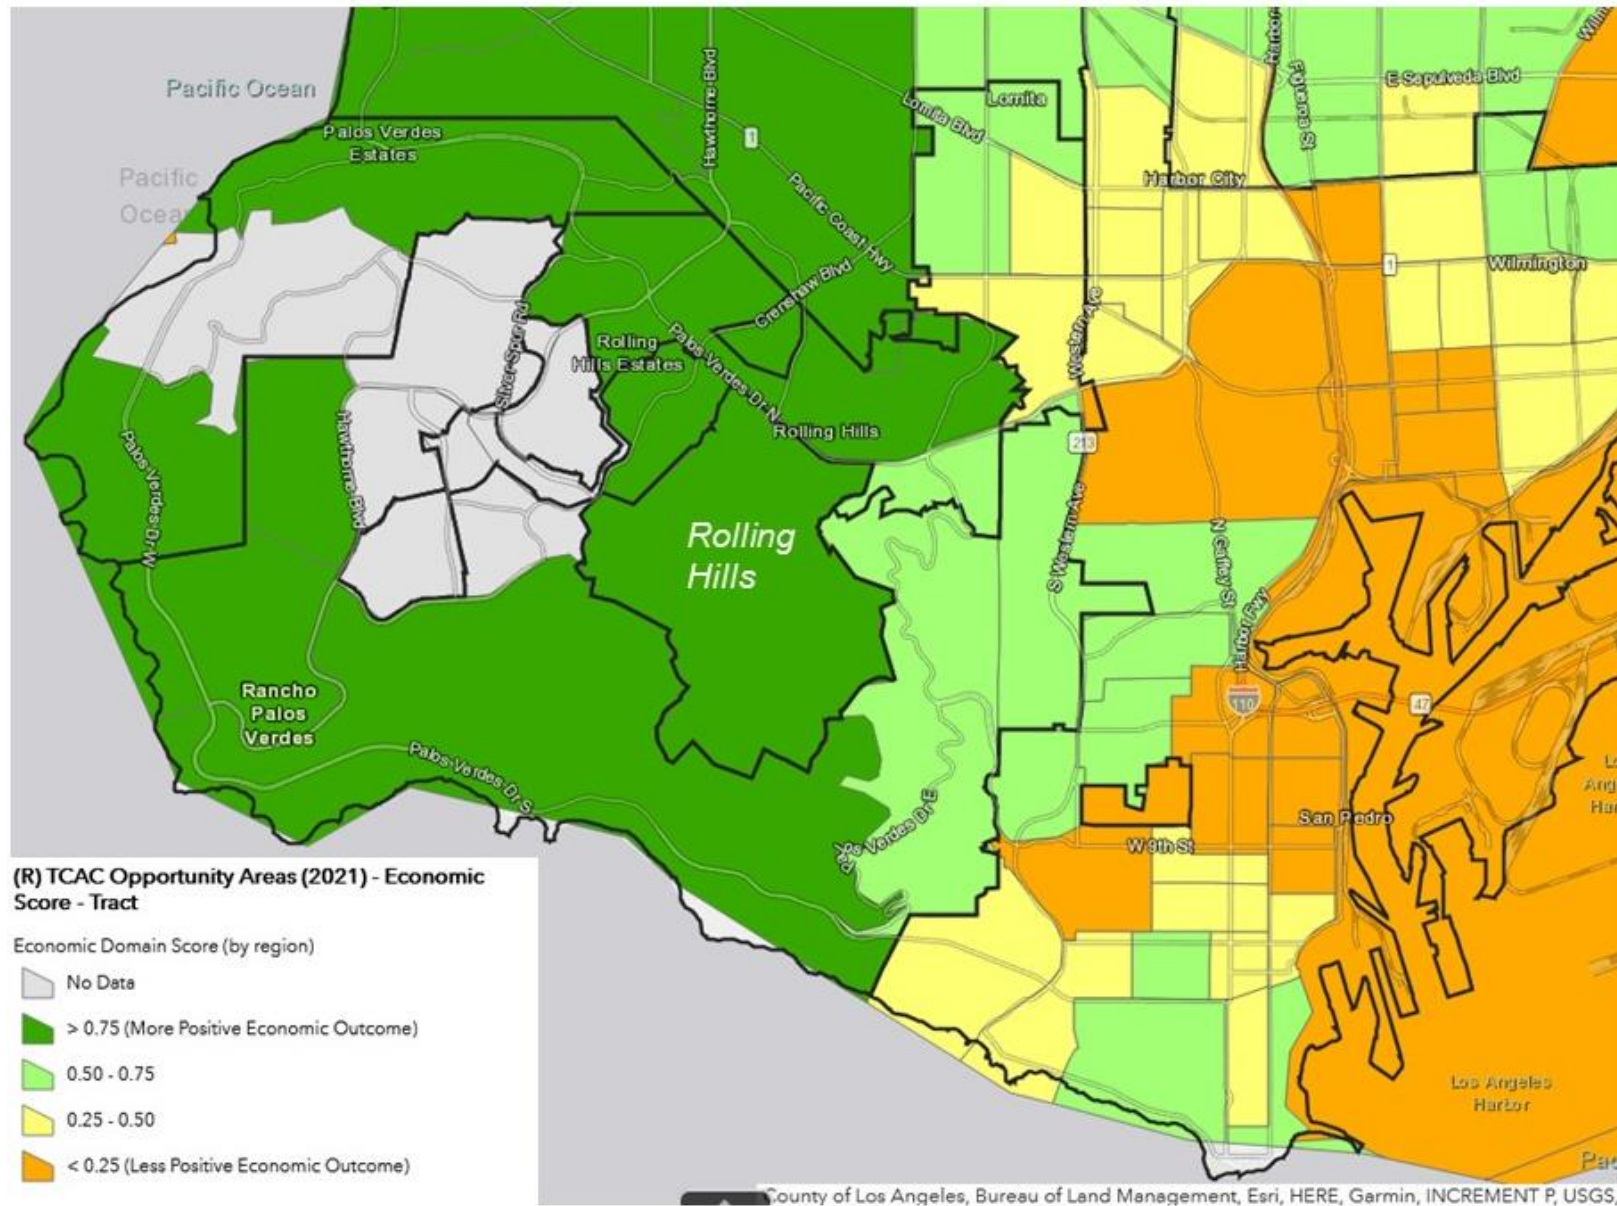 Pacific Ocean
Pacific
Palos Verdes
Estates
Hawthorne Blvd
1
Lomita Blvd
Lomita
E Sepulveda Blvd
Figueroa St
Harbor City
Pacific Coast Hwy
Crenshaw Blvd
1
Wilmington
Western Ave
Silver Spur Rd
Rolling
Hills Estates
Palos Verdes Dr N
Rolling Hills
213
Hawthorne Blvd
Palos Verdes Dr W
Rolling
Hills
S Western Ave
N Gaffey St
Harbor Fwy
Rancho
Palos
Verdes
110
47
Palos Verdes Dr S
Palos Verdes Dr E
San Pedro
W 9th St
Los Angeles
Harbor
(R) TCAC Opportunity Areas (2021) - Economic
Score - Tract
Economic Domain Score (by region)
No Data
> 0.75 (More Positive Economic Outcome)
0.50 - 0.75
0.25 - 0.50
< 0.25 (Less Positive Economic Outcome)
County of Los Angeles, Bureau of Land Management, Esri, HERE, Garmin, INCREMENT P, USGS,